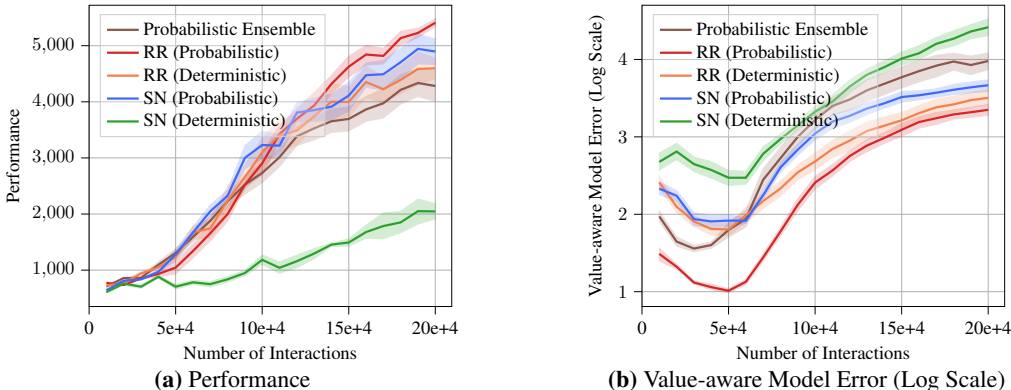 Performance
5,000
4,000
3,000
2,000
1,000
Probabilistic Ensemble
RR (Probabilistic)
RR (Deterministic)
SN (Probabilistic)
SN (Deterministic)
0
5e+4
10e+4
15e+4
20e+4
Number of Interactions
(a) Performance
Value-aware Model Error (Log Scale)
4
3
2
1
Probabilistic Ensemble
RR (Probabilistic)
RR (Deterministic)
SN (Probabilistic)
SN (Deterministic)
0
5e+4
10e+4
15e+4
20e+4
Number of Interactions
(b) Value-aware Model Error (Log Scale)